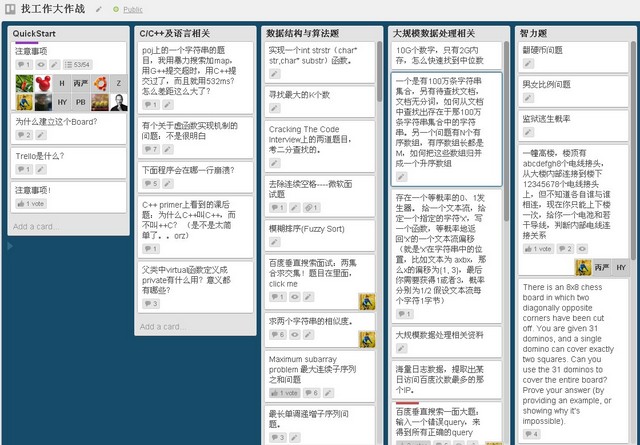 找工作大作战
Public
QuickStart
注意事项
1
53/54
H 丙严 Z
HY PB
为什么建立这个Board?
2
Trello是什么?
1
注意事项!
1 vote
Add a card...
C/C++及语言相关
poj上的一个字符串的题
目，我用暴力搜索加map,
用G++提交超时，用C++提
交过了，而且就用532ms?
怎么差距这么大了?
1
有个关于虚函数实现机制的
问题，不是很明白
7
下面程序会在哪一行崩溃?
5
C++ primer上看到的课后
题，为什么C++叫C++，而
不叫++C? （是不是太简
单了。。orz）
4
父类中virtual函数定义成
private有什么用? 意义都
有哪些?
3
Add a card...
数据结构与算法题
实现一个int strstr（char*
str,char* substr）函数。
寻找最大的K个数
Cracking The Code
Interview上的两道题目，
考二分查找的。
去除连续空格----微软面
试题
1
1
模糊排序(Fuzzy Sort)
百度垂直搜索面试，两集
合求交集! 题目在里面，
click me
1
求两个字符串的相似度。
6
Maximum subarray
problem 最大连续子序列
之和问题
1 vote
6
最长单调递增子序列问
题。
3
大规模数据处理相关
10G个数字，只有2G内
存，怎么快速找到中位数
一个是有100万条字符串
集合，另有待查找文档，
文档无分词，如何从文档
中查找出存在于那100万
条字符串集合中的字符
串。另一个问题有N个有
序数组，有序数组长都是
M，如何把这些数组归并
成一个升序数组
存在一个等概率的0、1发
生器。 给一个文本流，给
定一个指定的字符'x'，写
一个函数，等概率地返
回'x'的一个文本流偏移
（就是'x'在字符串中的位
置，比如文本为 axbx，那
么x的偏移为{1, 3}，最后
你需要获得1或者3，概率
分别为1/2 假设文本流每
个字符1字节）
大规模数据处理相关资料
海量日志数据，提取出某
日访问百度次数最多的那
个IP。
百度垂直搜索一面大题:
输入一个错误query，来
得到所有正确的query
智力题
翻硬币问题
男女比例问题
监狱逃生概率
一幢高楼，楼顶有
abcdefgh8个电线接头，
从大楼内部连接到楼下
12345678个电线接头
上，但不知道各自谁与谁
相连，现在你只能上下楼
一次，给你一个电池和若
干导线，判断内部电线连
接关系
1 vote
2
丙严 HY
There is an 8x8 chess
board in which two
diagonally opposite
corners have been cut
off. You are given 31
dominos, and a single
domino can cover exactly
two squares. Can you
use the 31 dominos to
cover the entire board?
Prove your answer (by
providing an example, or
showing why it's
impossible).
4